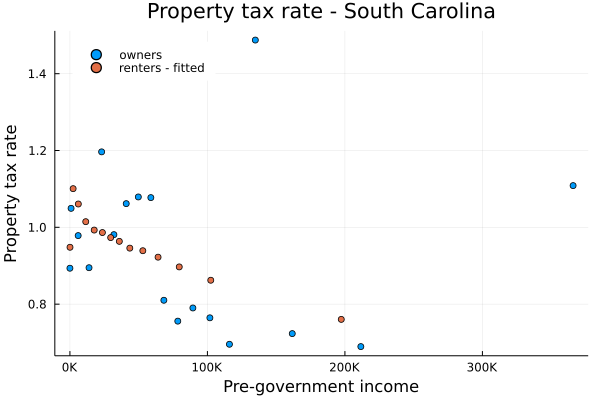 Property tax rate - South Carolina
owners
renters - fitted
Property tax rate
1.4
1.2
1.0
0.8
0K
100K
200K
300K
Pre-government income